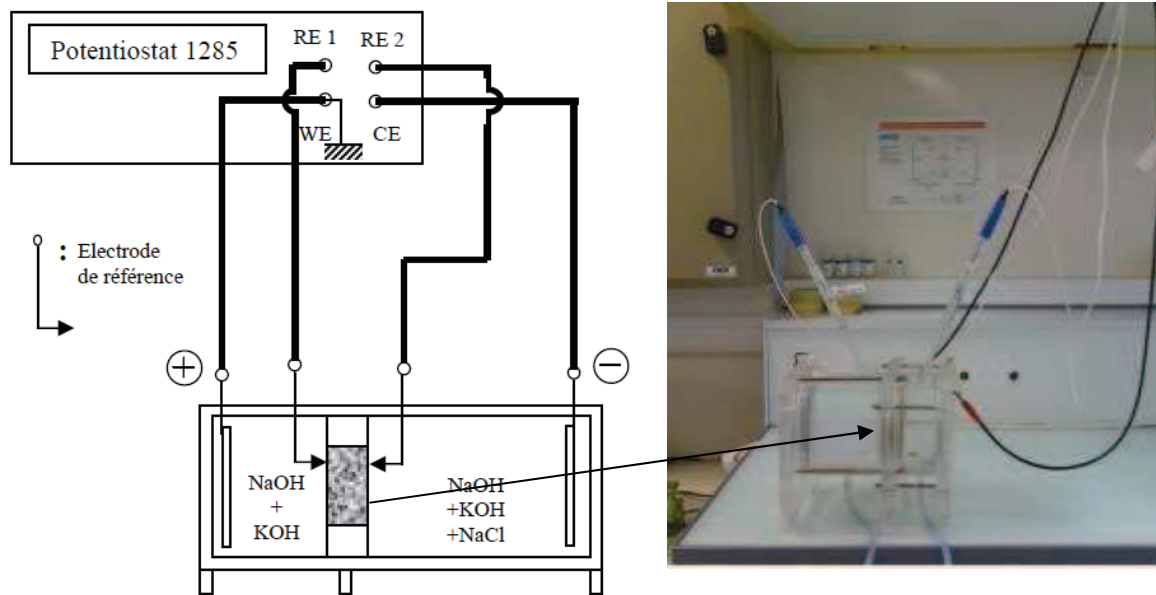 Potentiostat 1285
RE 1
RE 2
WE
CE
: Electrode
de référence
+
−
NaOH
+
KOH
NaOH
+KOH
+NaCl